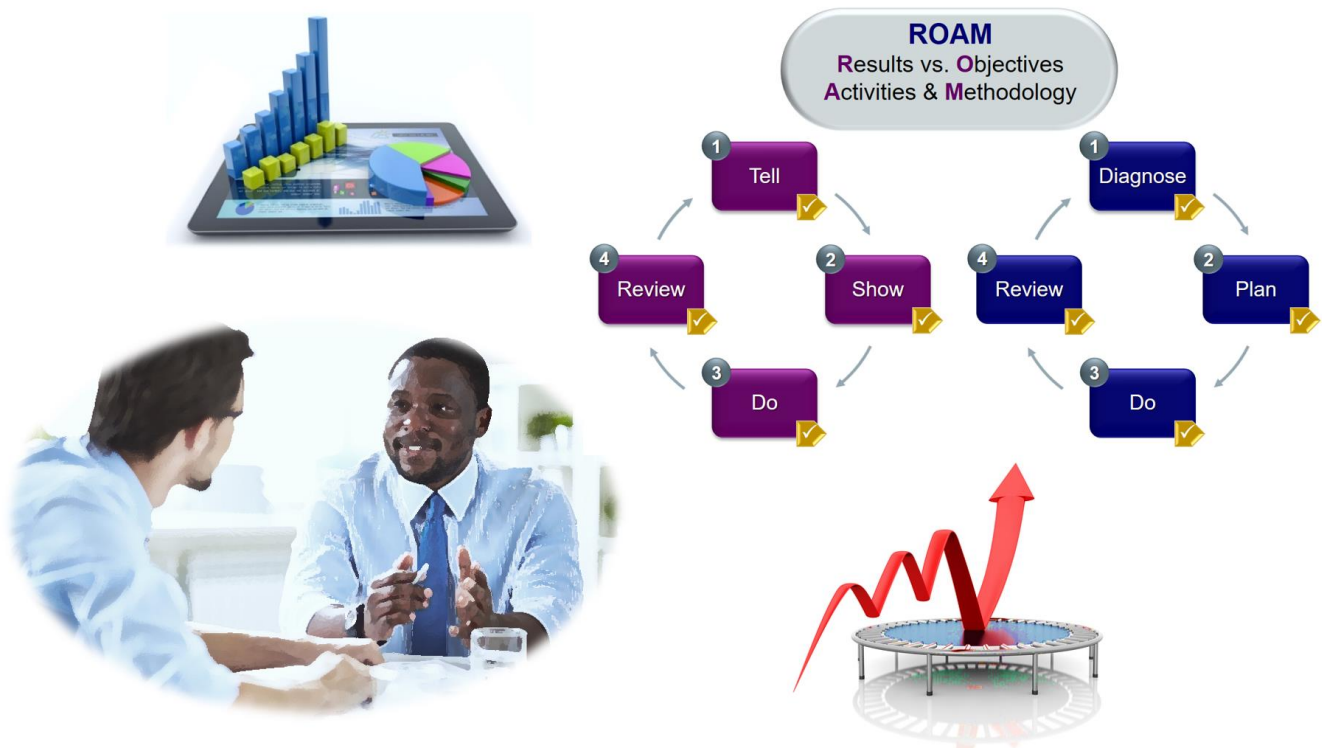 ROAM
Results vs. Objectives
Activities & Methodology
1
Tell
2
Show
3
Do
4
Review
1
Diagnose
2
Plan
3
Do
4
Review